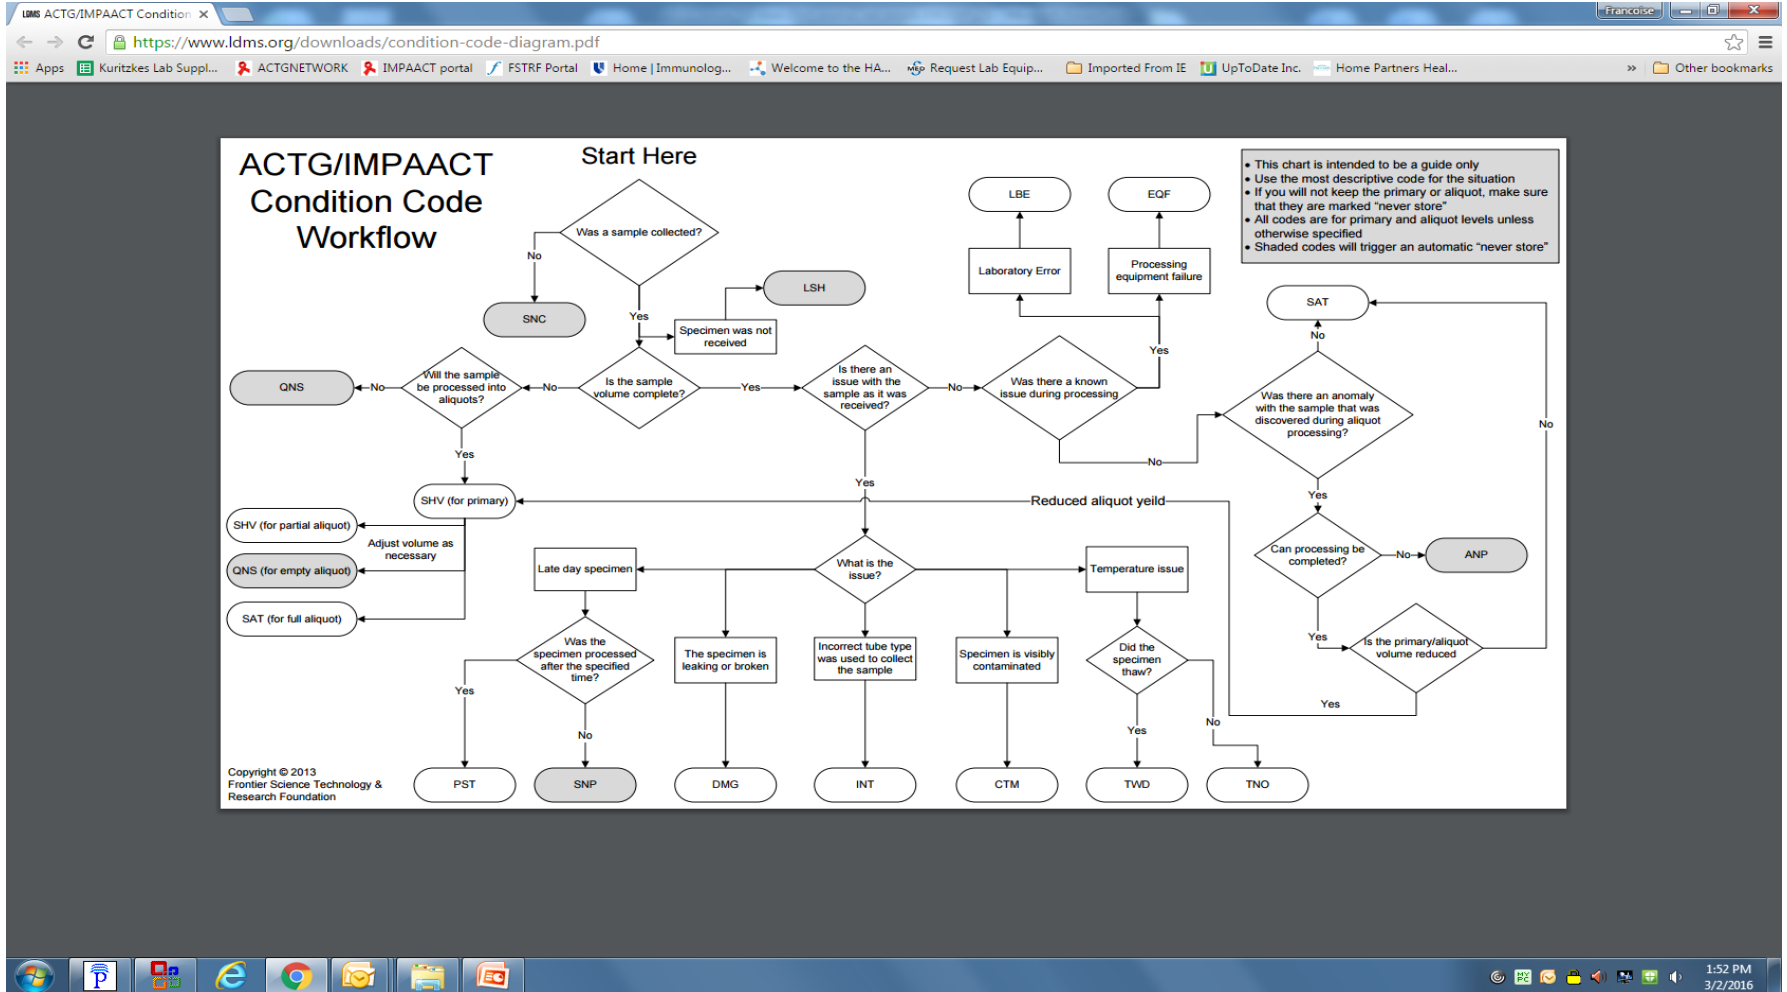 LDMS ACTG/IMPAACT Condition
Francoise
https://www.ldms.org/downloads/condition-code-diagram.pdf
Apps
Kuritzkes Lab Suppl...
ACTGNETWORK
IMPAACT portal
FSTRF Portal
Home | Immunolog...
Welcome to the HA...
Request Lab Equip...
Imported From IE
UpToDate Inc.
Home Partners Heal...
»
Other bookmarks
ACTG/IMPAACT
Condition Code
Workflow
Start Here
• This chart is intended to be a guide only
• Use the most descriptive code for the situation
• If you will not keep the primary or aliquot, make sure
that they are marked "never store"
• All codes are for primary and aliquot levels unless
otherwise specified
• Shaded codes will trigger an automatic "never store"
Was a sample collected?
No
SNC
Yes
Specimen was not
received
LSH
LBE
EQF
Laboratory Error
Processing
equipment failure
SAT
No
Yes
QNS
No
Will the sample
be processed into
aliquots?
No
Is the sample
volume complete?
Yes
Is there an
issue with the
sample as it was
received?
No
Was there a known
issue during processing
Was there an anomaly
with the sample that was
discovered during aliquot
processing?
No
No
Yes
Yes
Yes
SHV (for primary)
Reduced aliquot yeild
SHV (for partial aliquot)
Adjust volume as
necessary
QNS (for empty aliquot)
SAT (for full aliquot)
Late day specimen
What is the
issue?
Temperature issue
Can processing be
completed?
No
ANP
Was the
specimen processed
after the specified
time?
The specimen is
leaking or broken
Incorrect tube type
was used to collect
the sample
Specimen is visibly
contaminated
Did the
specimen
thaw?
Yes
Is the primary/aliquot
volume reduced
Yes
No
Yes
No
Yes
Copyright © 2013
Frontier Science Technology &
Research Foundation
PST
SNP
DMG
INT
CTM
TWD
TNO
1:52 PM
3/2/2016